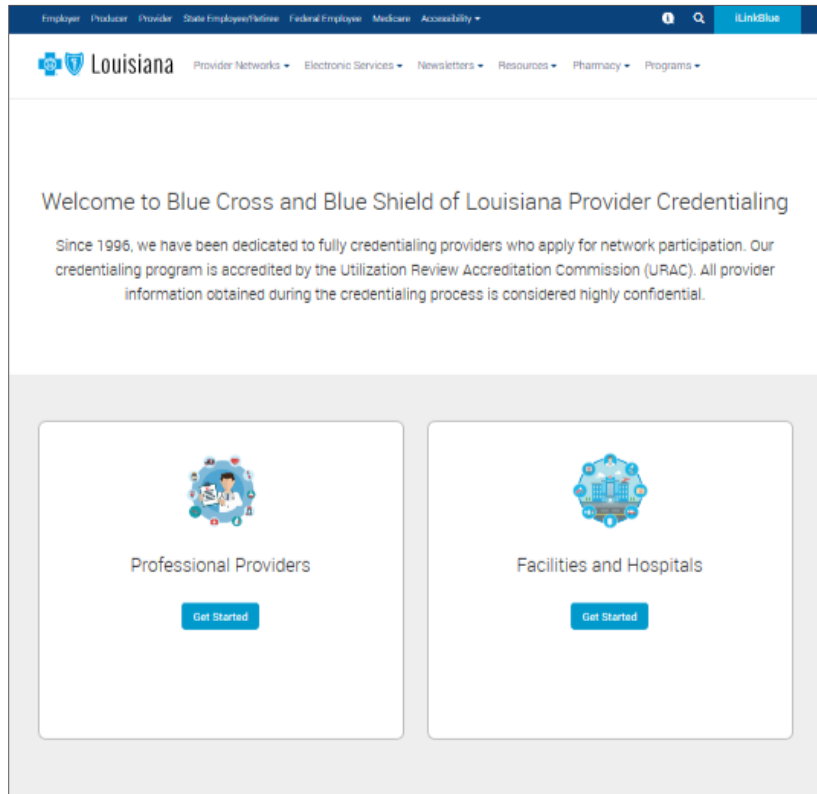 Employer Producer Provider State Employee/Retiree Federal Employee Medicare Accessibility
iLinkBlue
Louisiana
Provider Networks Electronic Services Newsletters Resources Pharmacy Programs
Welcome to Blue Cross and Blue Shield of Louisiana Provider Credentialing
Since 1996, we have been dedicated to fully credentialing providers who apply for network participation. Our
credentialing program is accredited by the Utilization Review Accreditation Commission (URAC). All provider
information obtained during the credentialing process is considered highly confidential.
Professional Providers
Get Started
Facilities and Hospitals
Get Started